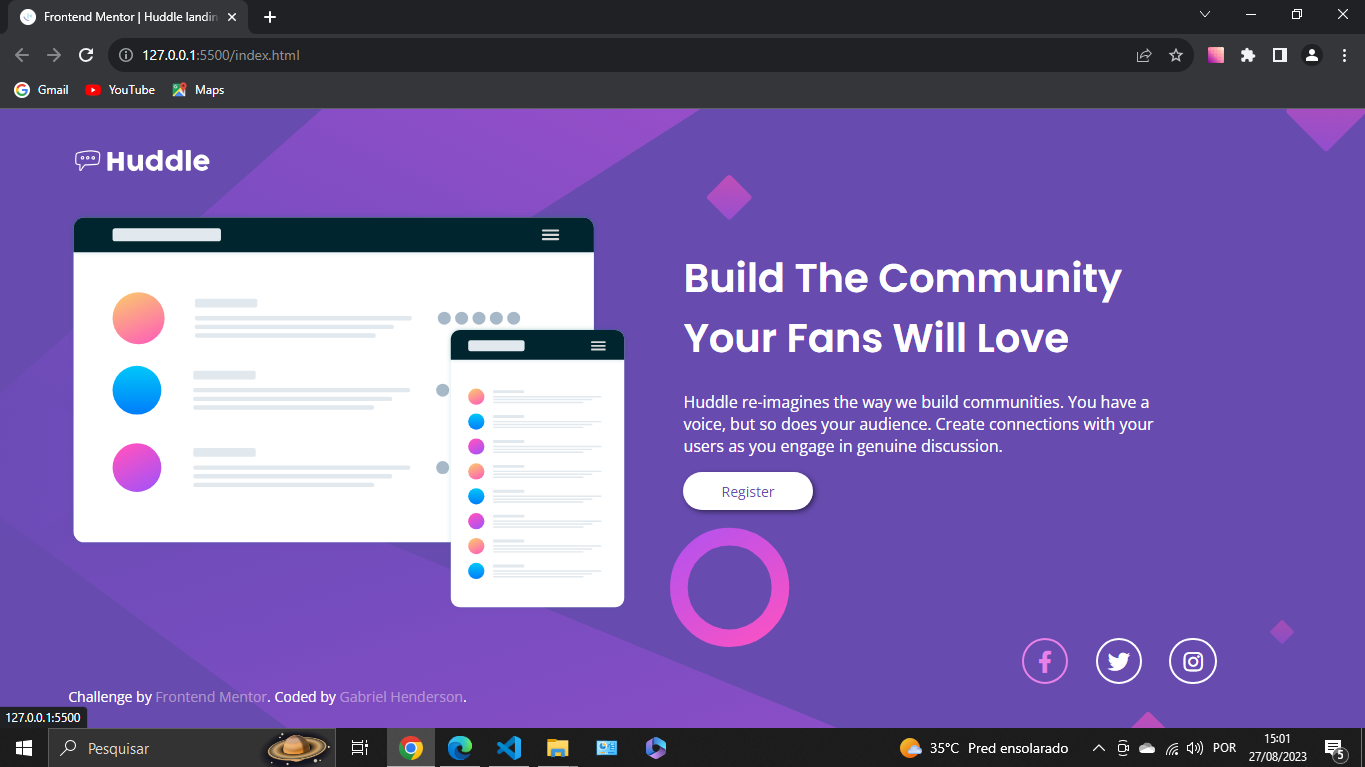 Frontend Mentor | Huddle landin
127.0.0.1:5500/index.html
Gmail
YouTube
Maps
Huddle
Build The Community
Your Fans Will Love
Huddle re-imagines the way we build communities. You have a
voice, but so does your audience. Create connections with your
users as you engage in genuine discussion.
Register
Challenge by Frontend Mentor. Coded by Gabriel Henderson.
127.0.0.1:5500
Pesquisar
35°C Pred ensolarado
POR
15:01
27/08/2023
5